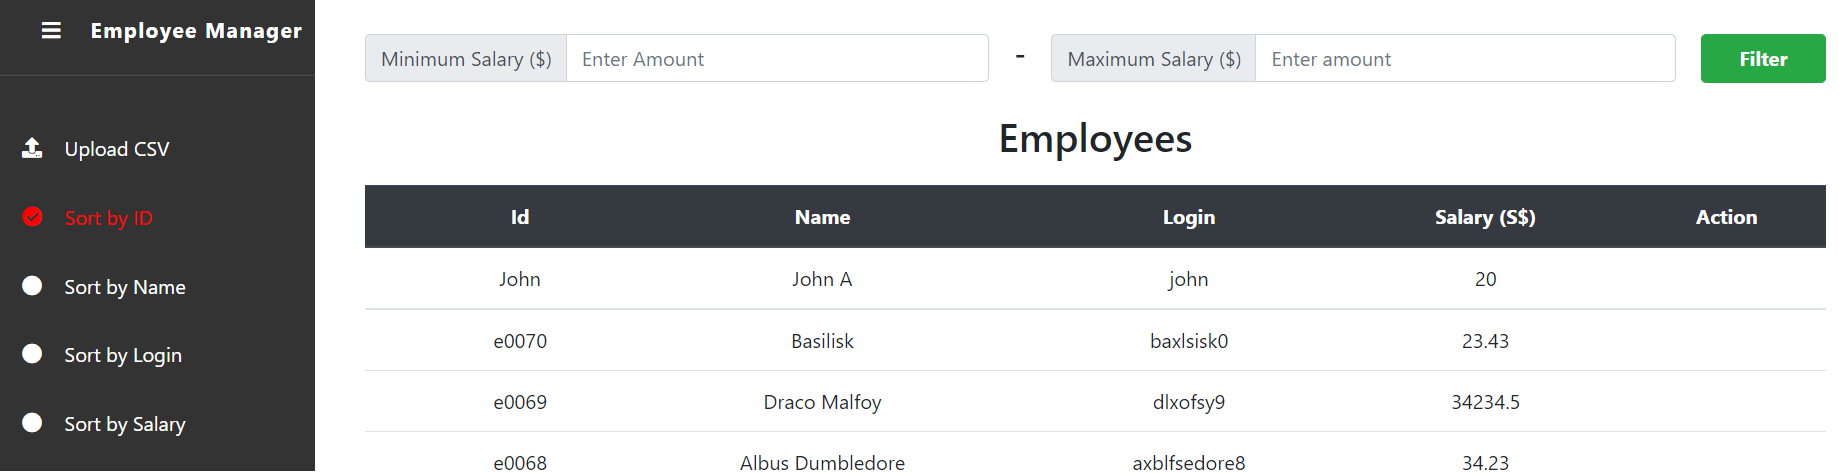 Employee Manager
Upload CSV
Sort by ID
Sort by Name
Sort by Login
Sort by Salary
Minimum Salary ($) Enter Amount - Maximum Salary ($) Enter amount Filter
Employees
Id Name Login Salary (S$) Action
John John A john 20
e0070 Basilisk baxlsisk0 23.43
e0069 Draco Malfoy dlxofsy9 34234.5
e0068 Albus Dumbledore axblfsedore8 34.23